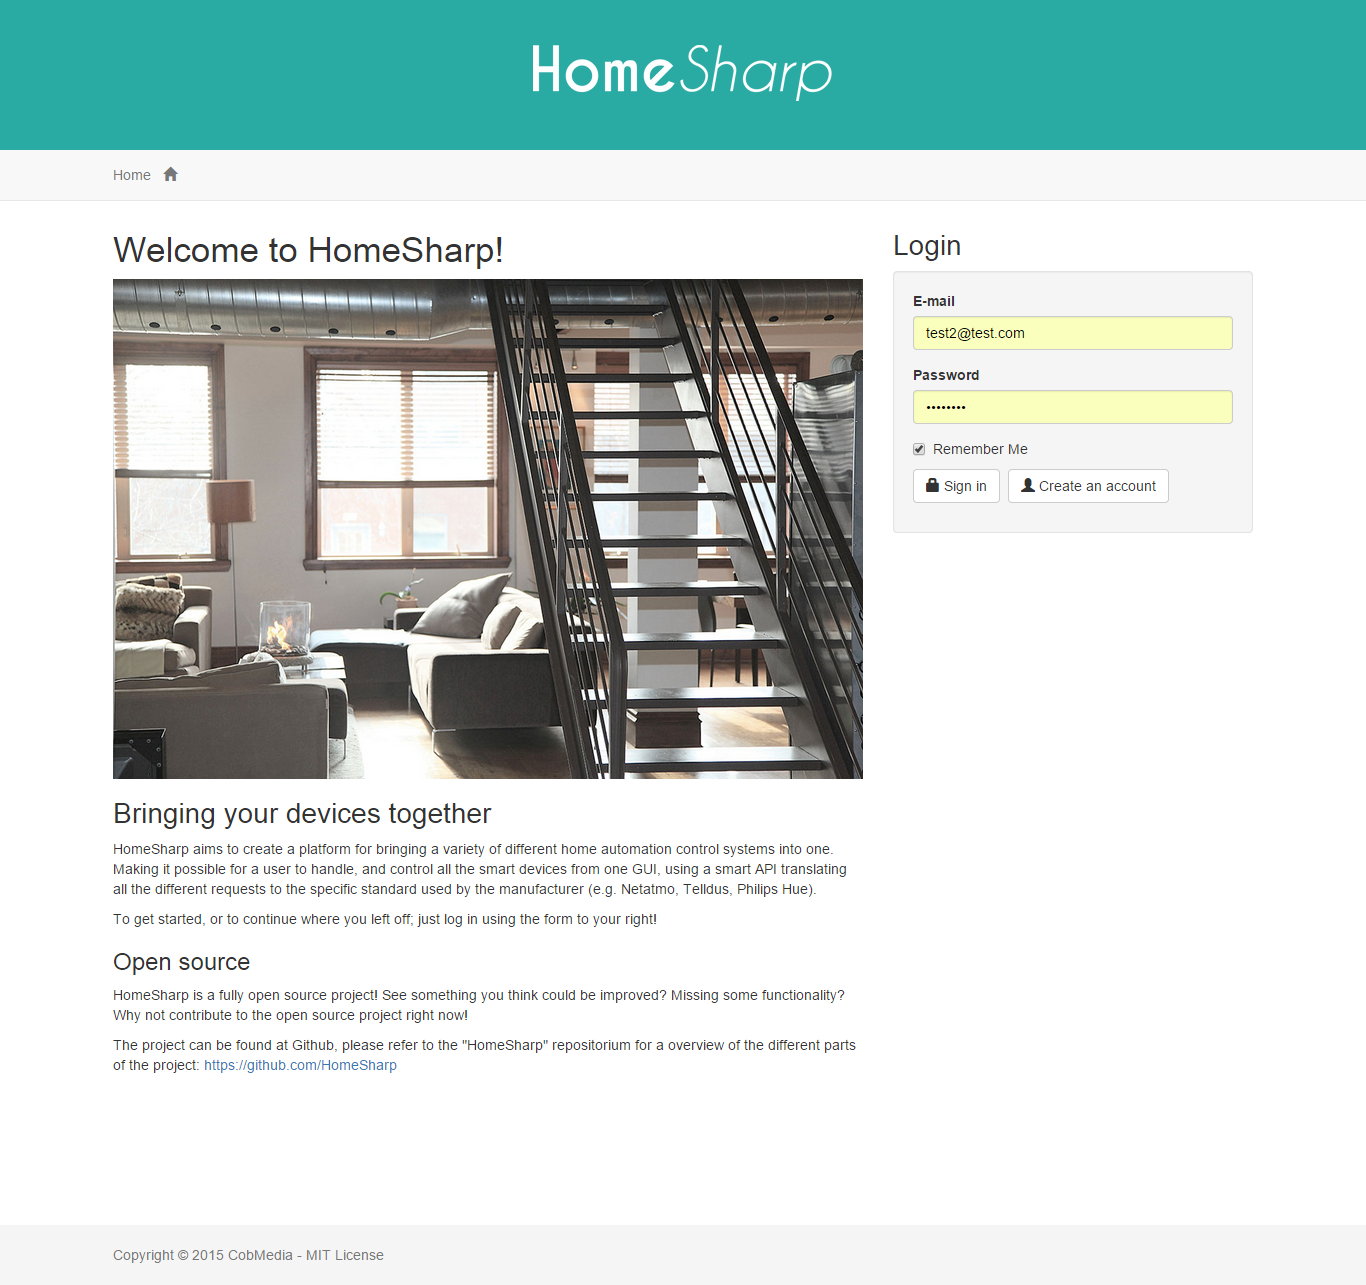 HomeSharp
Home
Welcome to HomeSharp!
Login
E-mail
test2@test.com
Password
••••••••
Remember Me
Sign in
Create an account
Bringing your devices together
HomeSharp aims to create a platform for bringing a variety of different home automation control systems into one.
Making it possible for a user to handle, and control all the smart devices from one GUI, using a smart API translating
all the different requests to the specific standard used by the manufacturer (e.g. Netatmo, Telldus, Philips Hue).
To get started, or to continue where you left off; just log in using the form to your right!
Open source
HomeSharp is a fully open source project! See something you think could be improved? Missing some functionality?
Why not contribute to the open source project right now!
The project can be found at Github, please refer to the "HomeSharp" repositorium for a overview of the different parts
of the project: https://github.com/HomeSharp
Copyright © 2015 CobMedia - MIT License